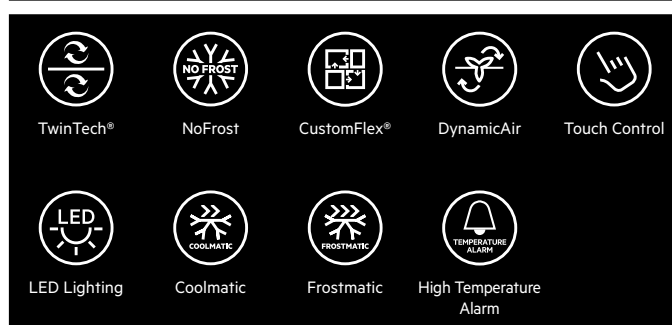 NO FROST
TwinTech®
NoFrost
CustomFlex®
DynamicAir
Touch Control
LED
COOLMATIC
FROSTMATIC
TEMPERATURE
ALARM
LED Lighting
Coolmatic
Frostmatic
High Temperature
Alarm